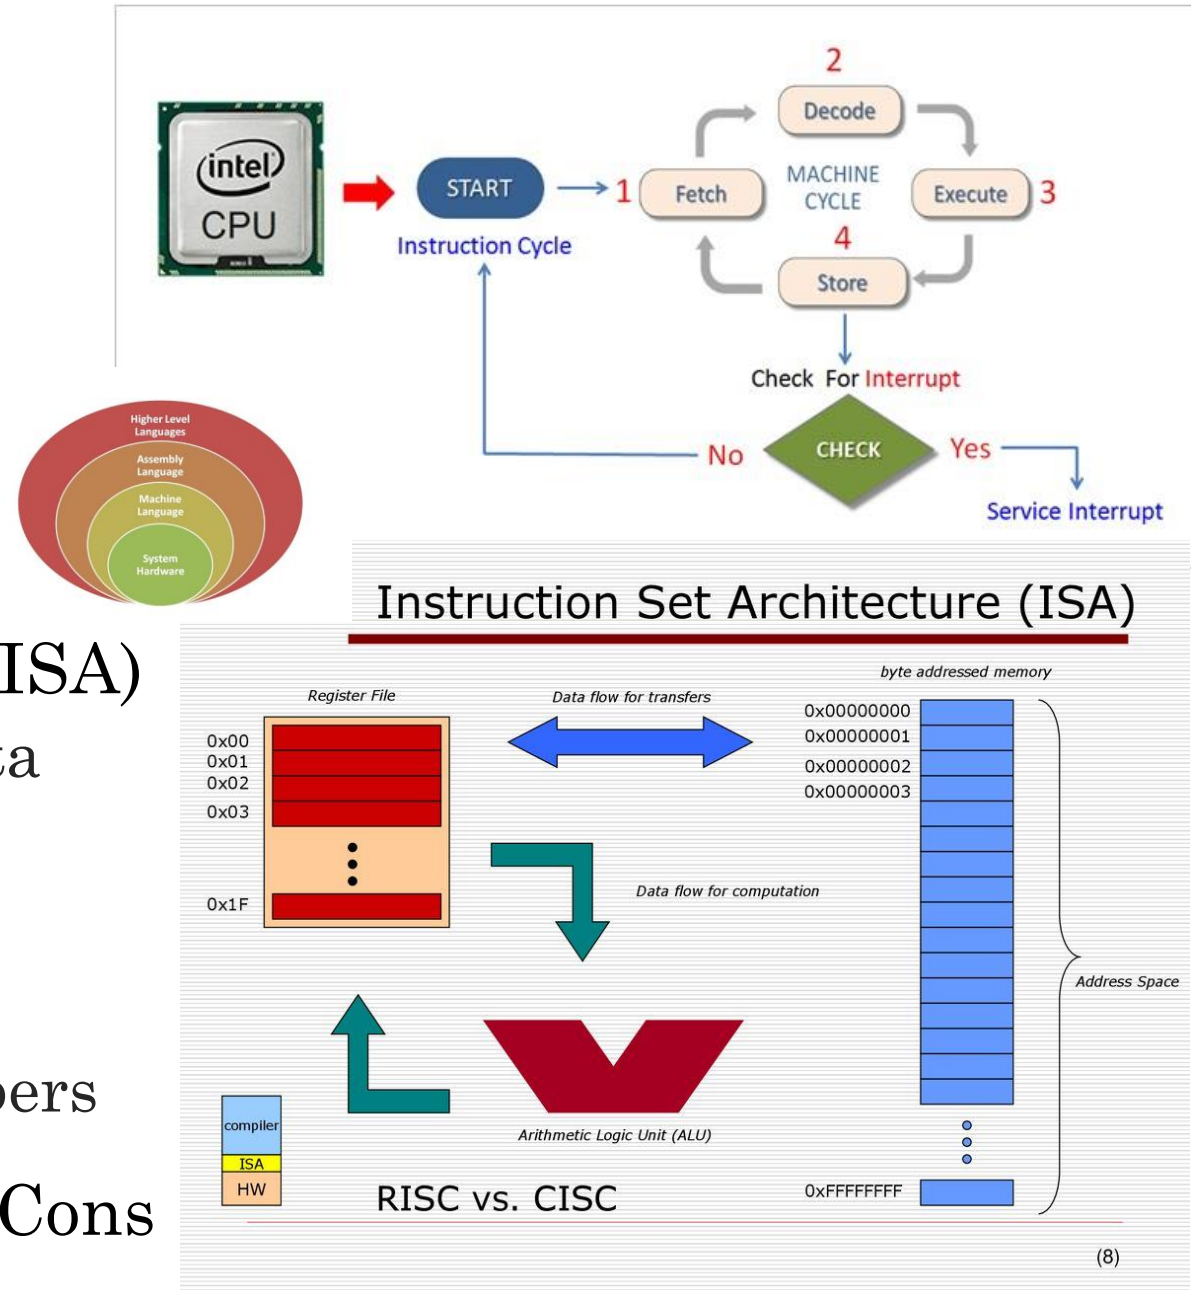 2
Decode
intel
CPU
START
1
Fetch
MACHINE
CYCLE
Execute
3
Instruction Cycle
4
Store
Check For Interrupt
No
CHECK
Yes
Service Interrupt
Higher Level
Languages
Assembly
Language
Machine
Language
System
Hardware
Instruction Set Architecture (ISA)
ISA)
ta
bers
Cons
byte addressed memory
Register File
Data flow for transfers
0x00
0x01
0x02
0x03
0x1F
0x00000000
0x00000001
0x00000002
0x00000003
Data flow for computation
Address Space
Arithmetic Logic Unit (ALU)
compiler
ISA
HW
RISC vs. CISC
0xFFFFFFFF
(8)